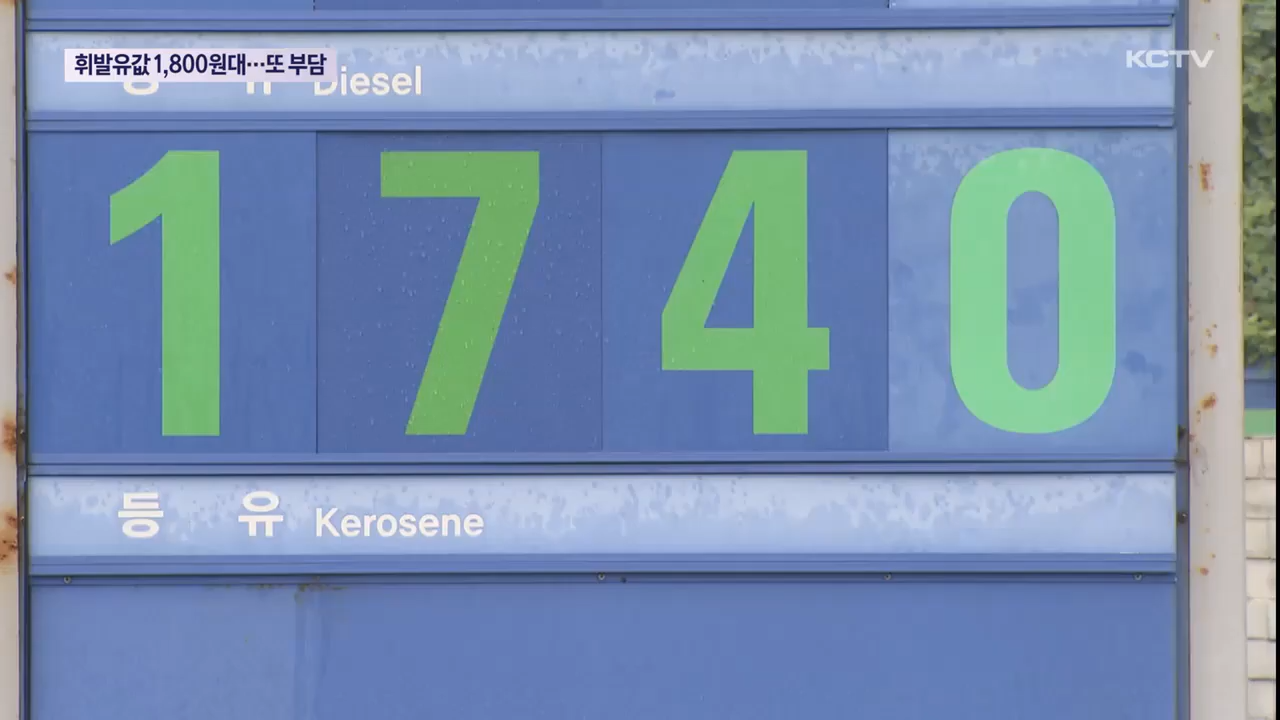 휘발유값 1,800원대…또 부담
KCTV
Diesel
1740
등 유 Kerosene